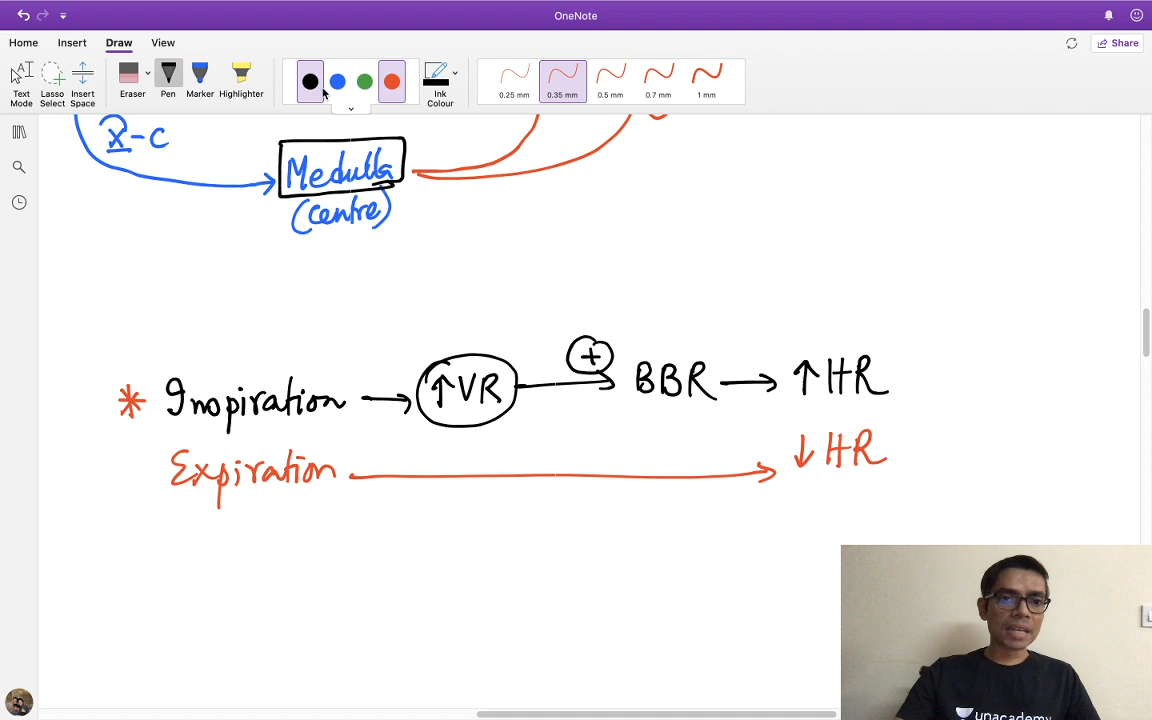 OneNote
Home Insert Draw View
Share
Text Mode
Lasso Select
Insert Space
Eraser
Pen
Marker
Highlighter
Ink Colour
0.25 mm
0.35 mm
0.5 mm
0.7 mm
1 mm
x-c
Medulla
(centre)
* Inspiration → ↑VR + → BBR → ↑HR
Expiration → ↓HR
unacademy